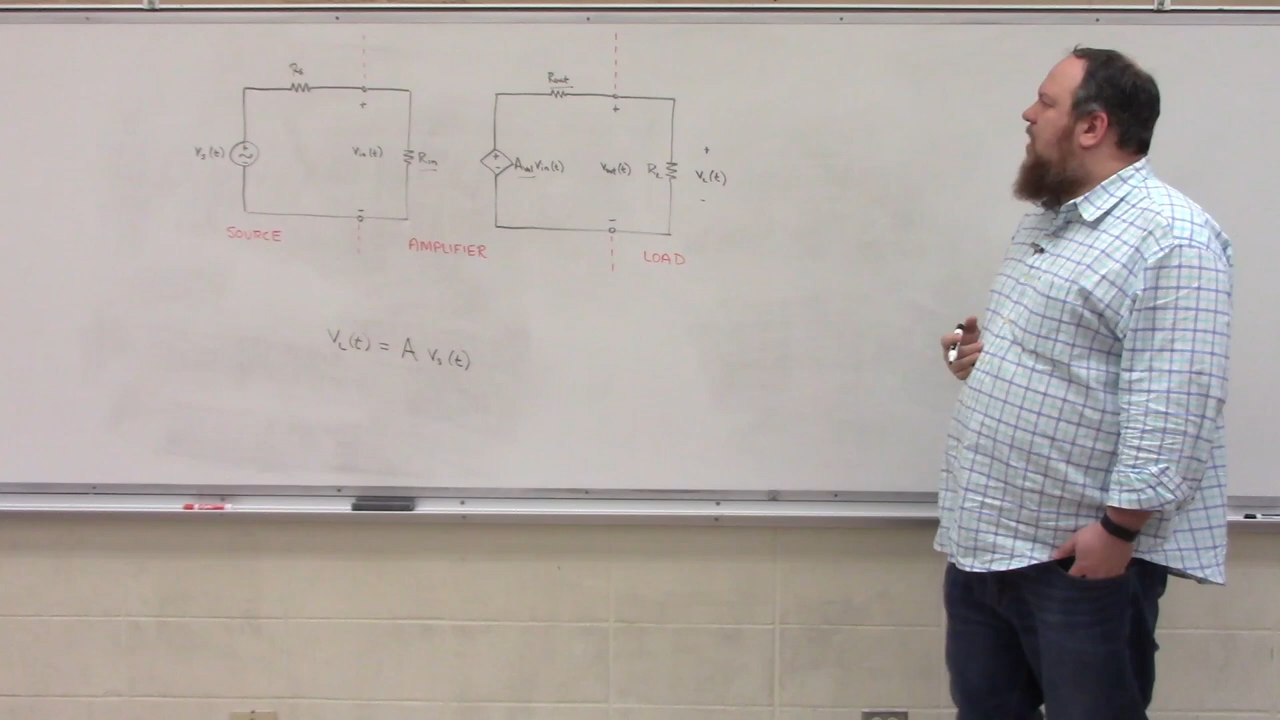 Rs
Rout
+
+
vs(t)
+
vin(t)
Rin
+
-
Avol vin(t)
vout(t)
RL
+
vL(t)
-
-
-
SOURCE
AMPLIFIER
LOAD
vL(t) = A vs(t)